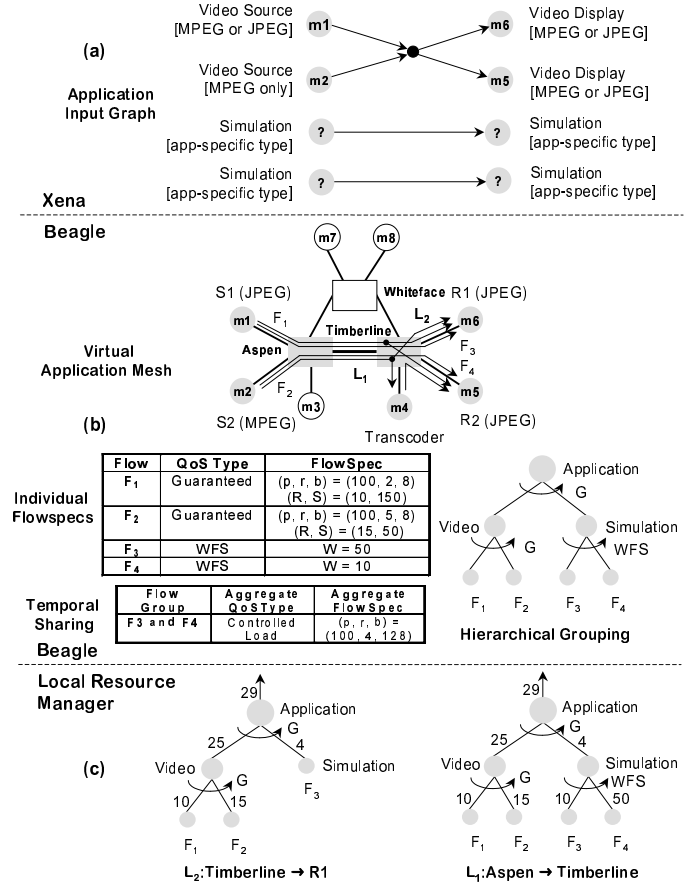 (a)
Application
Input Graph
Video Source
[MPEG or JPEG]
m1
m6
Video Display
[MPEG or JPEG]
Video Source
[MPEG only]
m2
m5
Video Display
[MPEG or JPEG]
Simulation
[app-specific type]
?
?
Simulation
[app-specific type]
Simulation
[app-specific type]
?
?
Simulation
[app-specific type]
Xena
Beagle
m7
m8
Whiteface
S1 (JPEG)
R1 (JPEG)
L2
m1
F1
Timberline
m6
Aspen
F3
Virtual
Application Mesh
L1
F4
m2
F2
m3
m4
m5
S2 (MPEG)
R2 (JPEG)
Transcoder
(b)
Individual
Flowspecs
Flow QoS Type FlowSpec
F1 Guaranteed (p, r, b) = (100, 2, 8)
(R, S) = (10, 150)
F2 Guaranteed (p, r, b) = (100, 5, 8)
(R, S) = (15, 50)
F3 WFS W = 50
F4 WFS W = 10
Temporal
Sharing
Flow Group Aggregate QoSType Aggregate FlowSpec
F3 and F4 Controlled Load (p, r, b) =
(100, 4, 128)
Application
G
Video
Simulation
G
WFS
F1 F2 F3 F4
Hierarchical Grouping
Beagle
Local Resource
Manager
(c)
29
Application
G
25
4
Video
Simulation
G
10
15
F3
F1 F2
L2:Timberline → R1
29
Application
G
25
4
Video
Simulation
G
WFS
10
15
10
50
F1 F2 F3 F4
L1:Aspen → Timberline